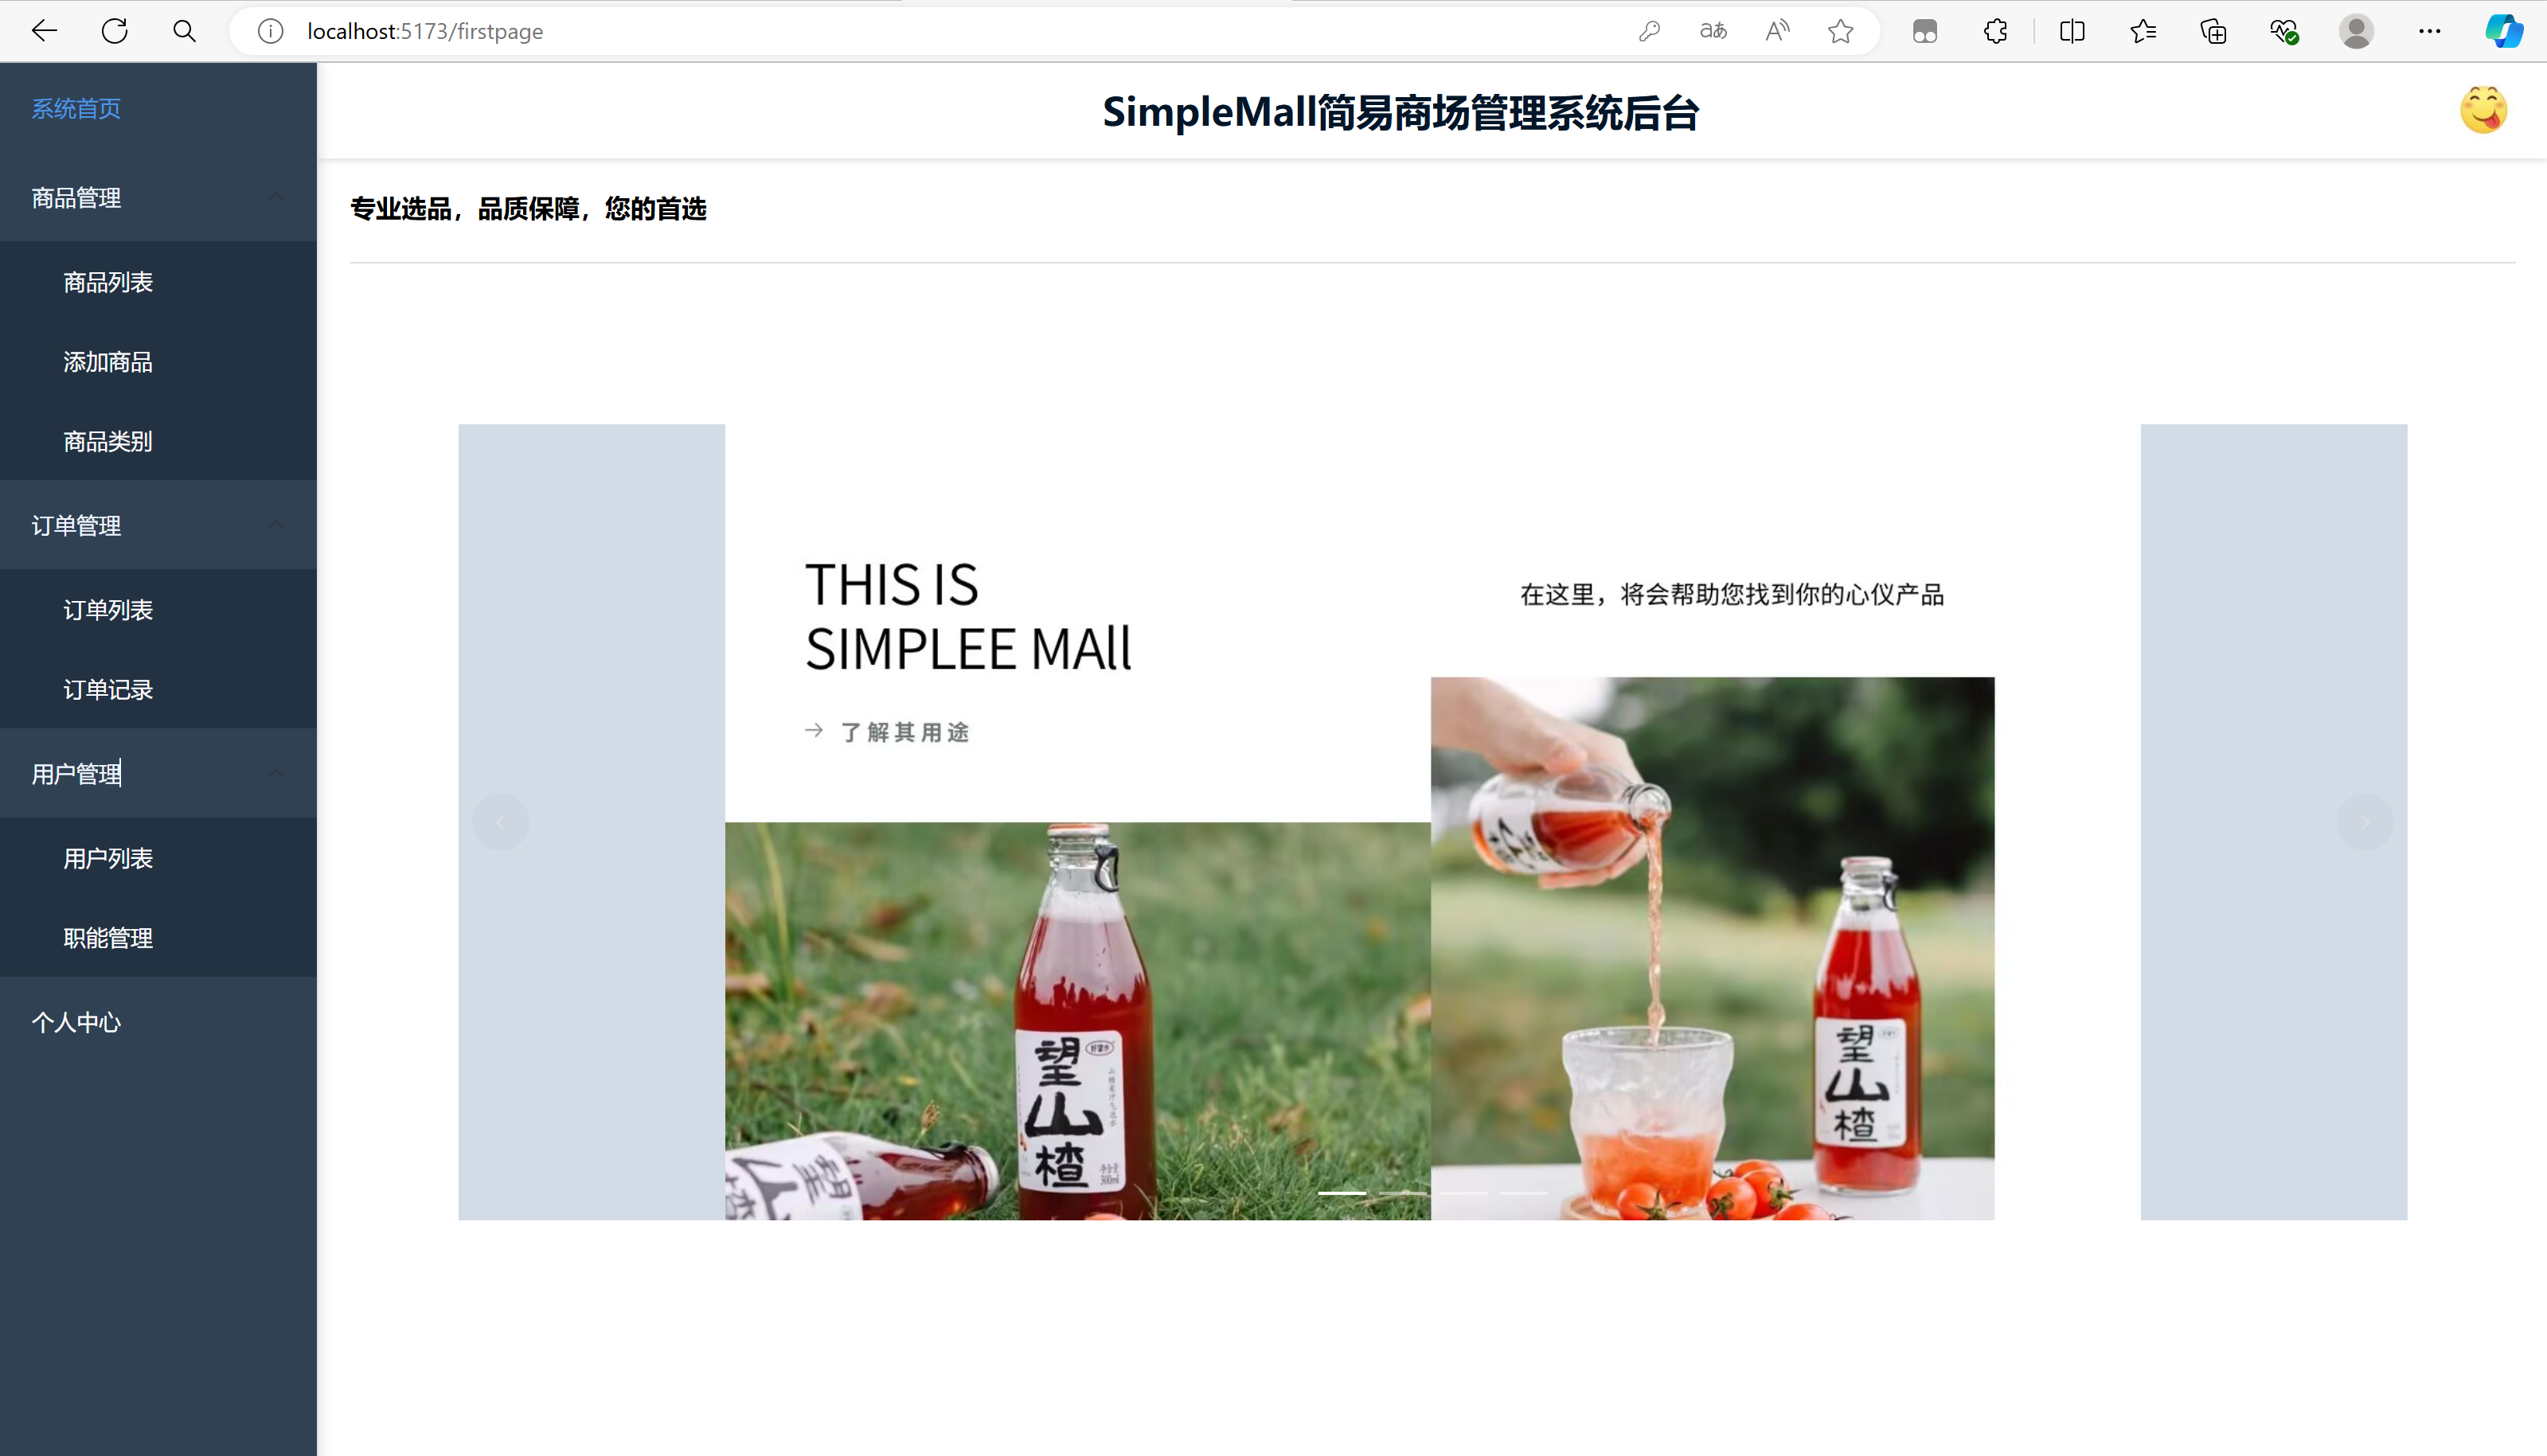 localhost:5173/firstpage
系统首页
商品管理
商品列表
添加商品
商品类别
订单管理
订单列表
订单记录
用户管理
用户列表
职能管理
个人中心
SimpleMall简易商场管理系统后台
专业选品，品质保障，您的首选
THIS IS
SIMPLEE MAll
→ 了解其用途
在这里，将会帮助您找到你的心仪产品
望山楂
300ml
望山楂